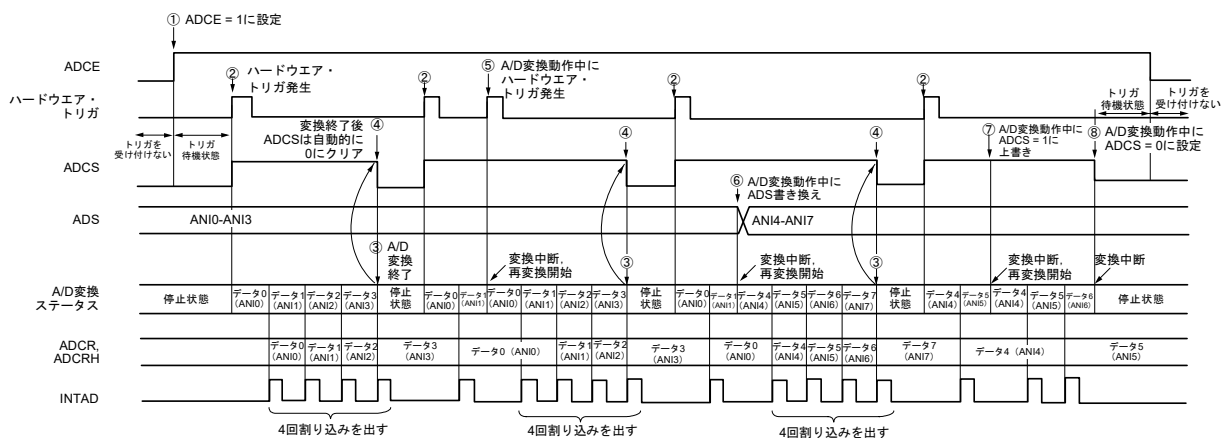 ① ADCE = 1に設定
ADCE
② ハードウエア・
トリガ発生
②
⑤ A/D変換動作中に
ハードウエア・
トリガ発生
②
②
ハードウエア・
トリガ
トリガを
受け付けない
トリガ
待機状態
変換終了後
ADCSは自動的に
0にクリア
④
④
④
⑦ A/D変換動作中に
ADCS = 1に
上書き
トリガ
待機状態
トリガを
受け付けない
⑧ A/D変換動作中に
ADCS = 0に設定
ADCS
⑥ A/D変換動作中に
ADS書き換え
ADS
ANI0-ANI3
ANI4-ANI7
③ A/D
変換
終了
変換中断,
再変換開始
③
変換中断,
再変換開始
③
変換中断,
再変換開始
変換中断
A/D変換
ステータス
停止状態
データ0
(ANI0)
データ1
(ANI1)
データ2
(ANI2)
データ3
(ANI3)
停止
状態
データ0
(ANI0)
データ1
(ANI1)
データ0
(ANI0)
データ1
(ANI1)
データ2
(ANI2)
データ3
(ANI3)
停止
状態
データ0
(ANI0)
データ1
(ANI1)
データ4
(ANI4)
データ5
(ANI5)
データ6
(ANI6)
データ7
(ANI7)
停止
状態
データ4
(ANI4)
データ5
(ANI5)
データ4
(ANI4)
データ5
(ANI5)
データ6
(ANI6)
停止状態
ADCR,
ADCRH
データ0
(ANI0)
データ1
(ANI1)
データ2
(ANI2)
データ3
(ANI3)
データ0 (ANI0)
データ1
(ANI1)
データ2
(ANI2)
データ3
(ANI3)
データ0
(ANI0)
データ4
(ANI4)
データ5
(ANI5)
データ6
(ANI6)
データ7
(ANI7)
データ4 (ANI4)
データ5
(ANI5)
INTAD
4回割り込みを出す
4回割り込みを出す
4回割り込みを出す